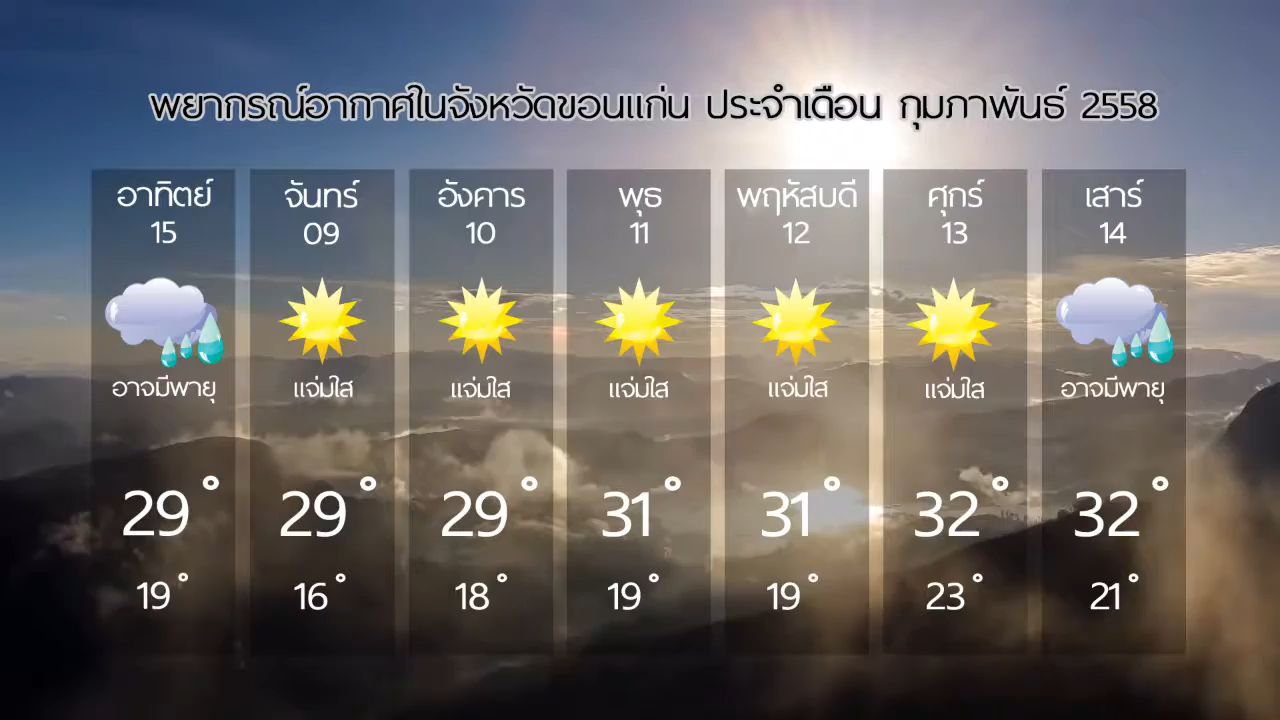 พยากรณ์อากาศในจังหวัดขอนแก่น ประจำเดือน กุมภาพันธ์ 2558
อาทิตย์
15
อาจมีพายุ
29°
19°
จันทร์
09
แจ่มใส
29°
16°
อังคาร
10
แจ่มใส
29°
18°
พุธ
11
แจ่มใส
31°
19°
พฤหัสบดี
12
แจ่มใส
31°
19°
ศุกร์
13
แจ่มใส
32°
23°
เสาร์
14
อาจมีพายุ
32°
21°